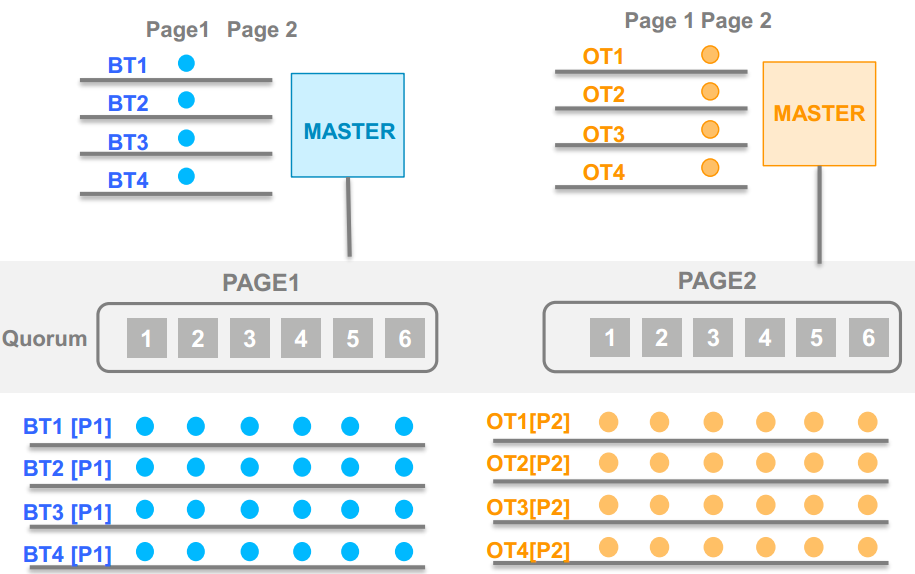 Page1 Page 2
BT1
BT2
BT3
BT4
MASTER
Page 1 Page 2
OT1
OT2
OT3
OT4
MASTER
PAGE1
PAGE2
Quorum
1 2 3 4 5 6
1 2 3 4 5 6
BT1 [P1]
BT2 [P1]
BT3 [P1]
BT4 [P1]
OT1[P2]
OT2[P2]
OT3[P2]
OT4[P2]